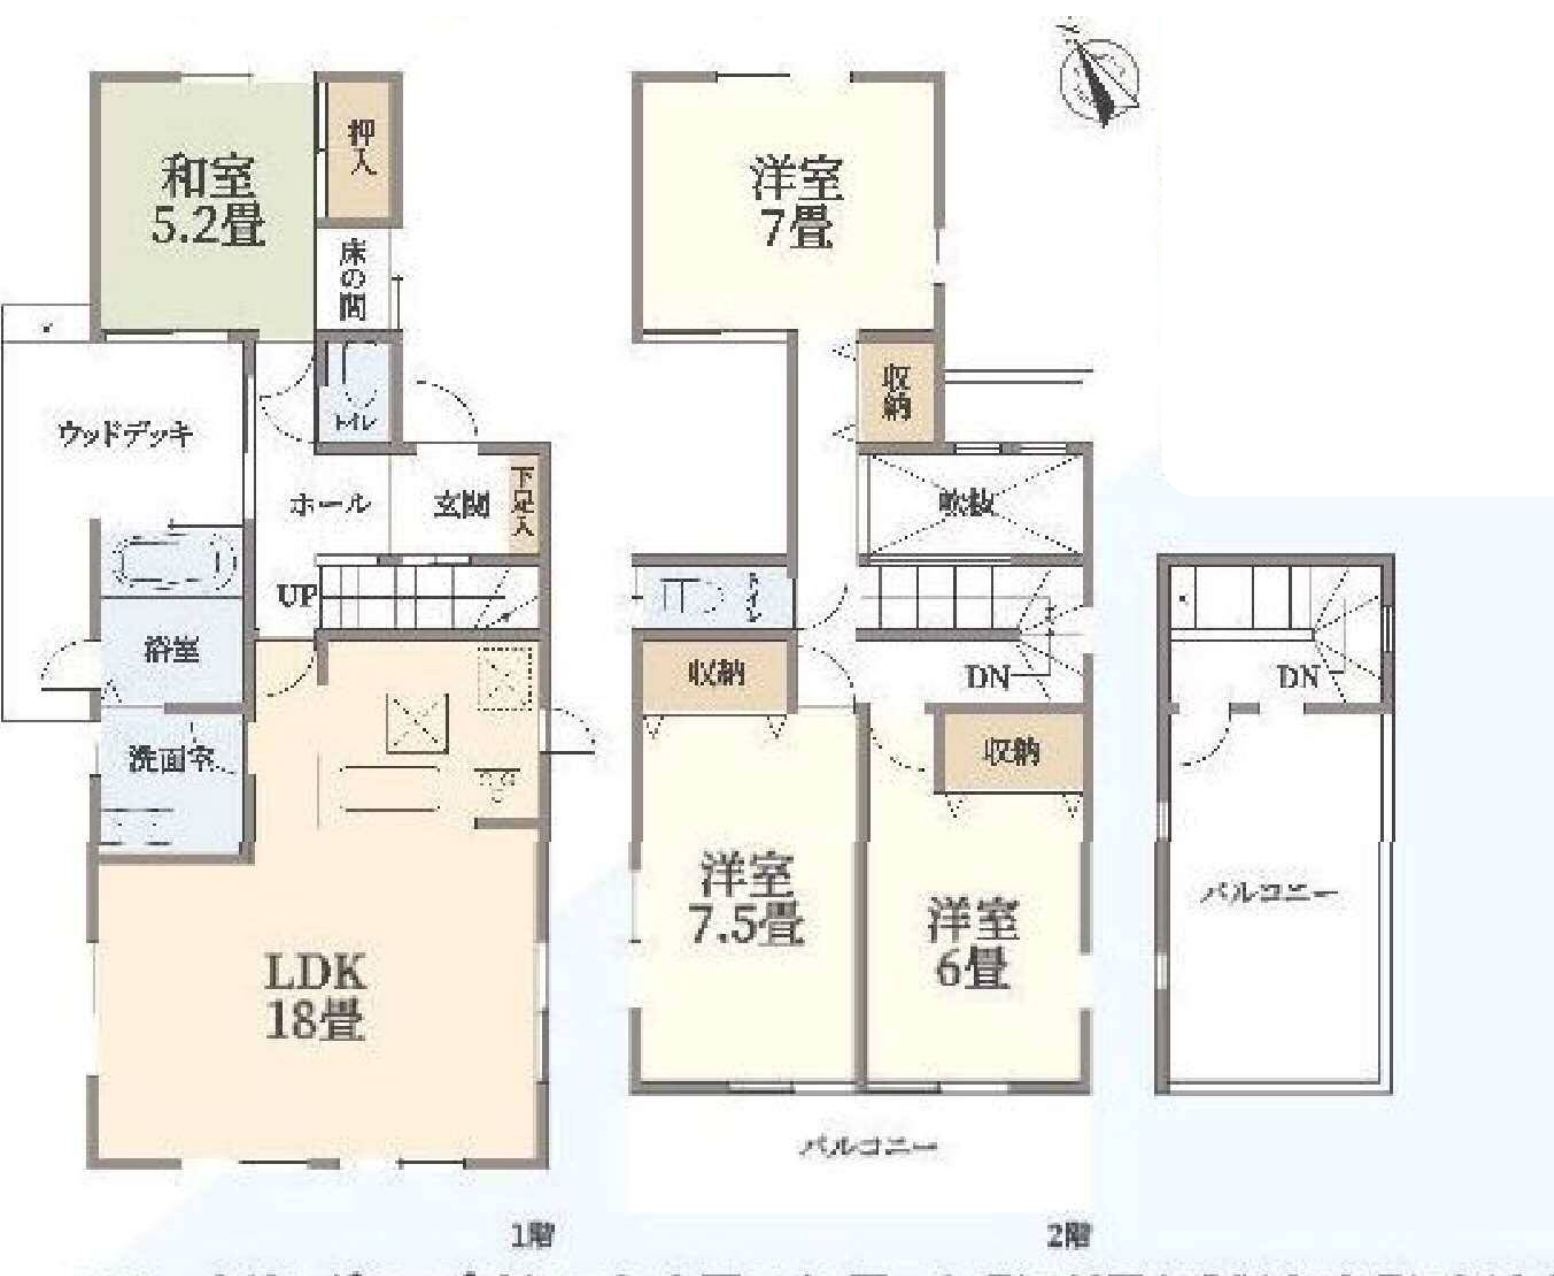 N
和室
5.2畳
押入
床の間
トイレ
ウッドデッキ
ホール
玄関
下足入
UP
浴室
洗面室
LDK
18畳
1階
洋室
7畳
収納
吹抜
トイレ
収納
DN
収納
洋室
7.5畳
洋室
6畳
バルコニー
2階
DN
バルコニー